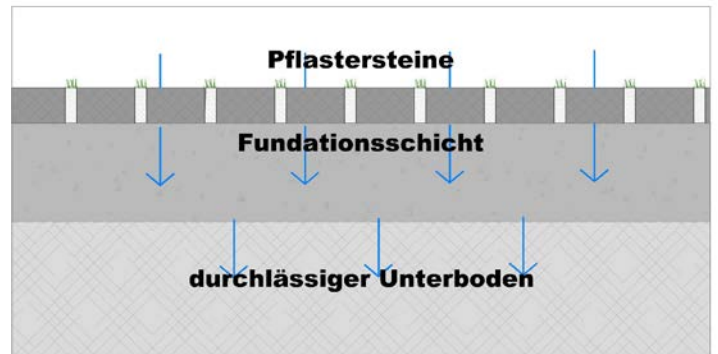 Pflastersteine
Fundationsschicht
durchlässiger Unterboden